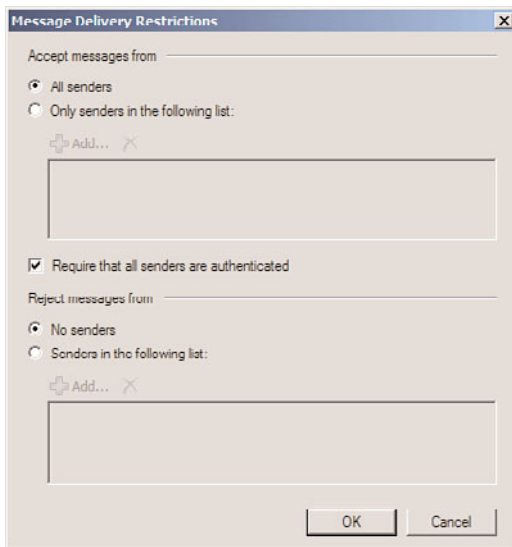 Message Delivery Restrictions
Accept messages from
All senders
Only senders in the following list:
Add...
Require that all senders are authenticated
Reject messages from
No senders
Senders in the following list:
Add...
OK Cancel